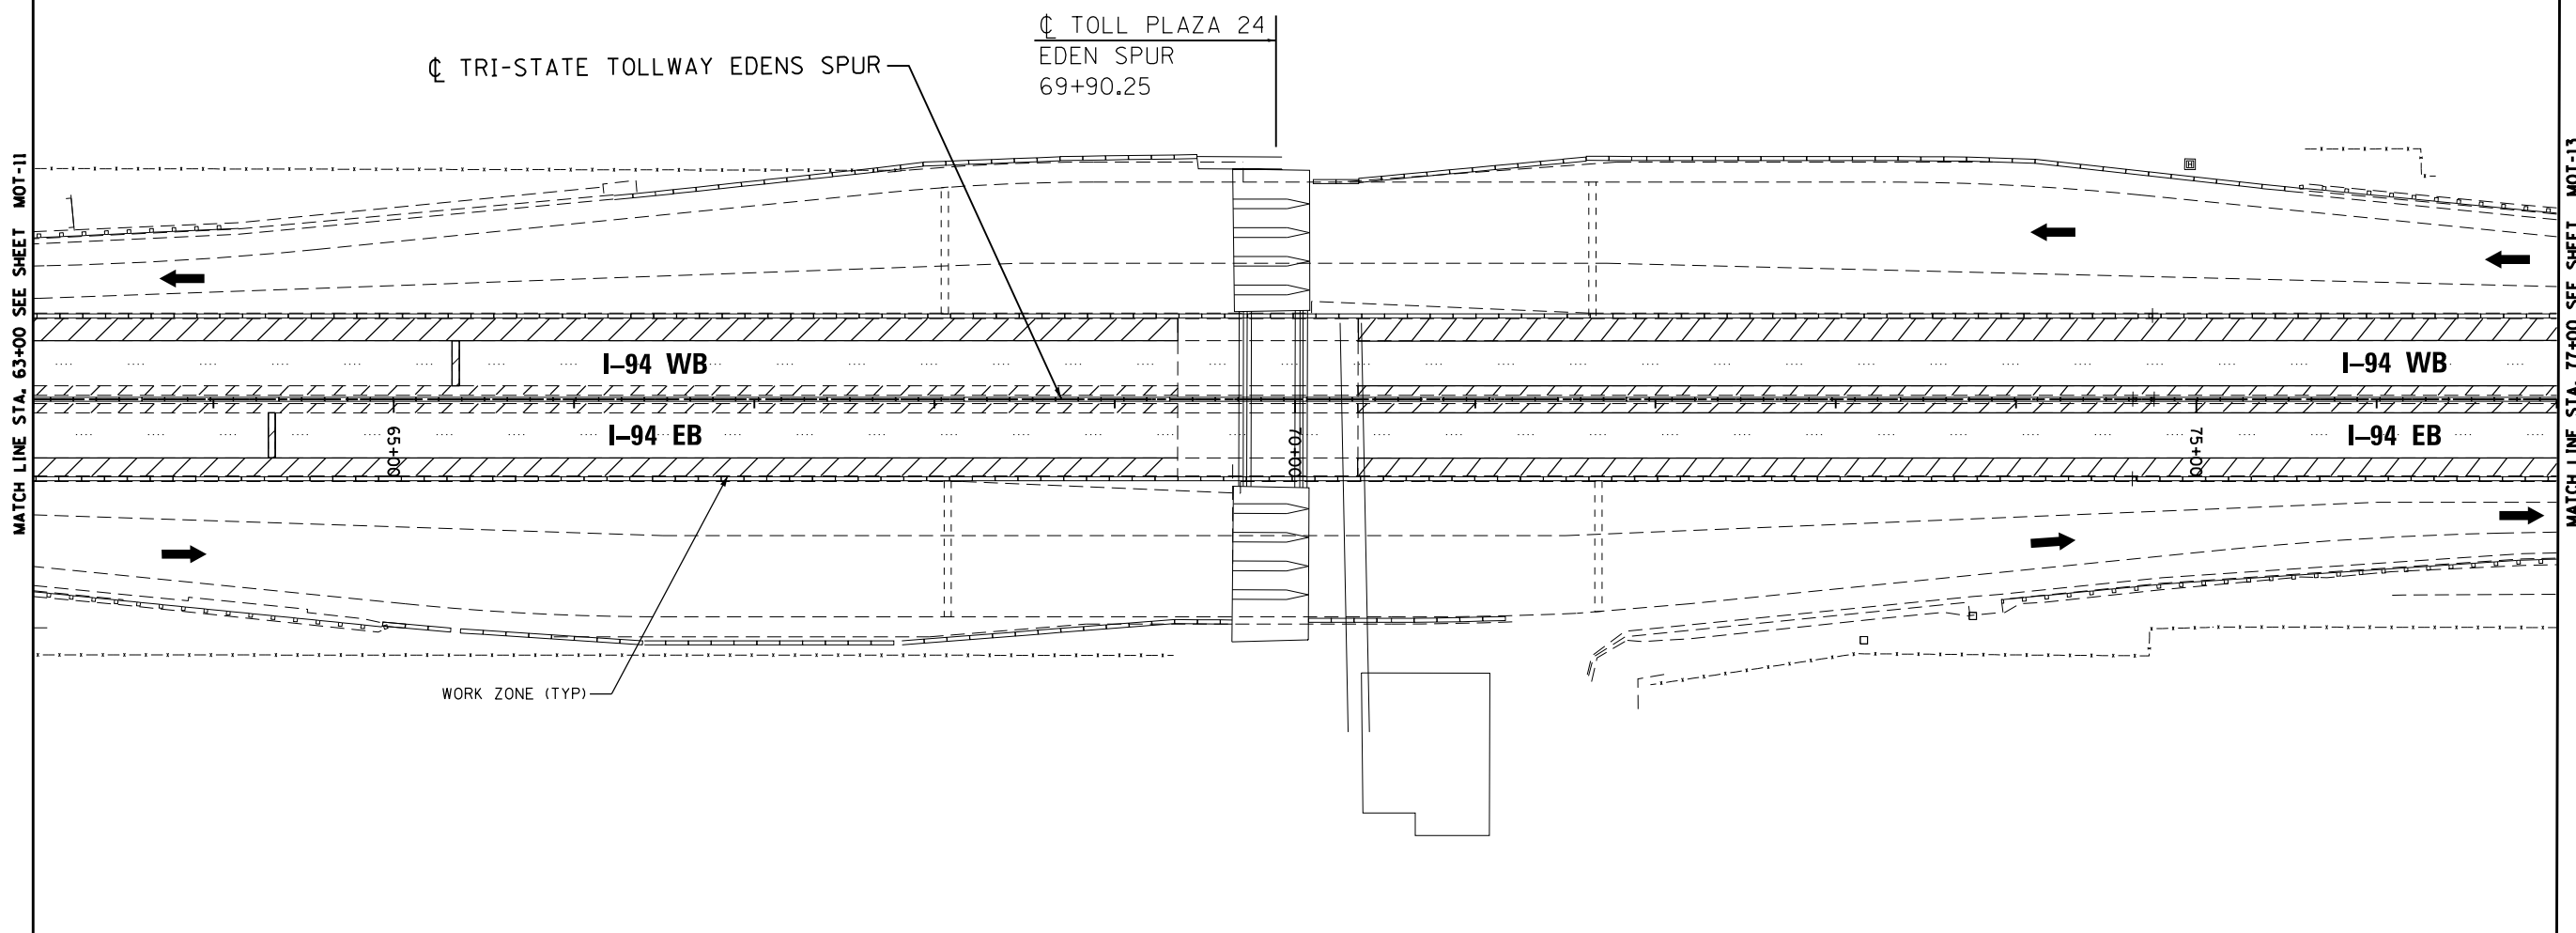 ℄ TOLL PLAZA 24
EDEN SPUR
69+90.25
℄ TRI-STATE TOLLWAY EDENS SPUR
MATCH LINE STA. 63+00 SEE SHEET MOT-11
MATCH LINE STA. 77+00 SEE SHEET MOT-13
I-94 WB
I-94 WB
I-94 EB
I-94 EB
65+00
70+00
75+00
WORK ZONE (TYP)